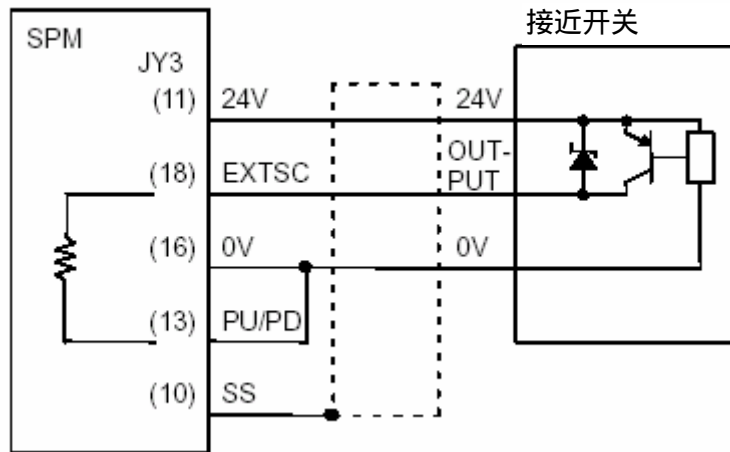 接近开关
SPM
JY3
(11) 24V 24V
(18) EXTSC OUT-
PUT
(16) 0V 0V
(13) PU/PD
(10) SS